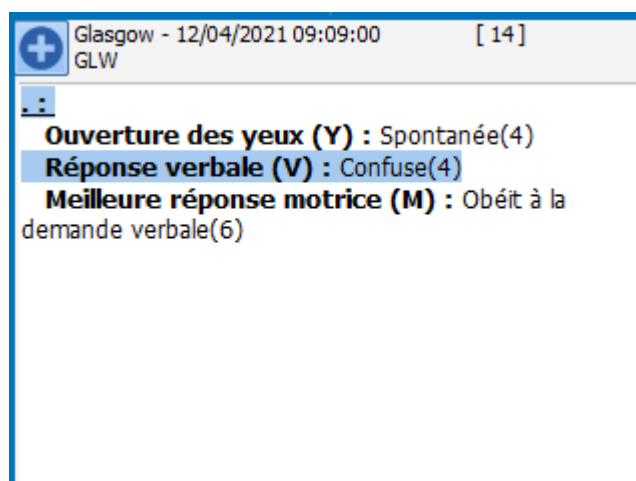 Glasgow - 12/04/2021 09:09:00 [ 14 ]
GLW
. :
Ouverture des yeux (Y) : Spontanée(4)
Réponse verbale (V) : Confuse(4)
Meilleure réponse motrice (M) : Obéit à la
demande verbale(6)